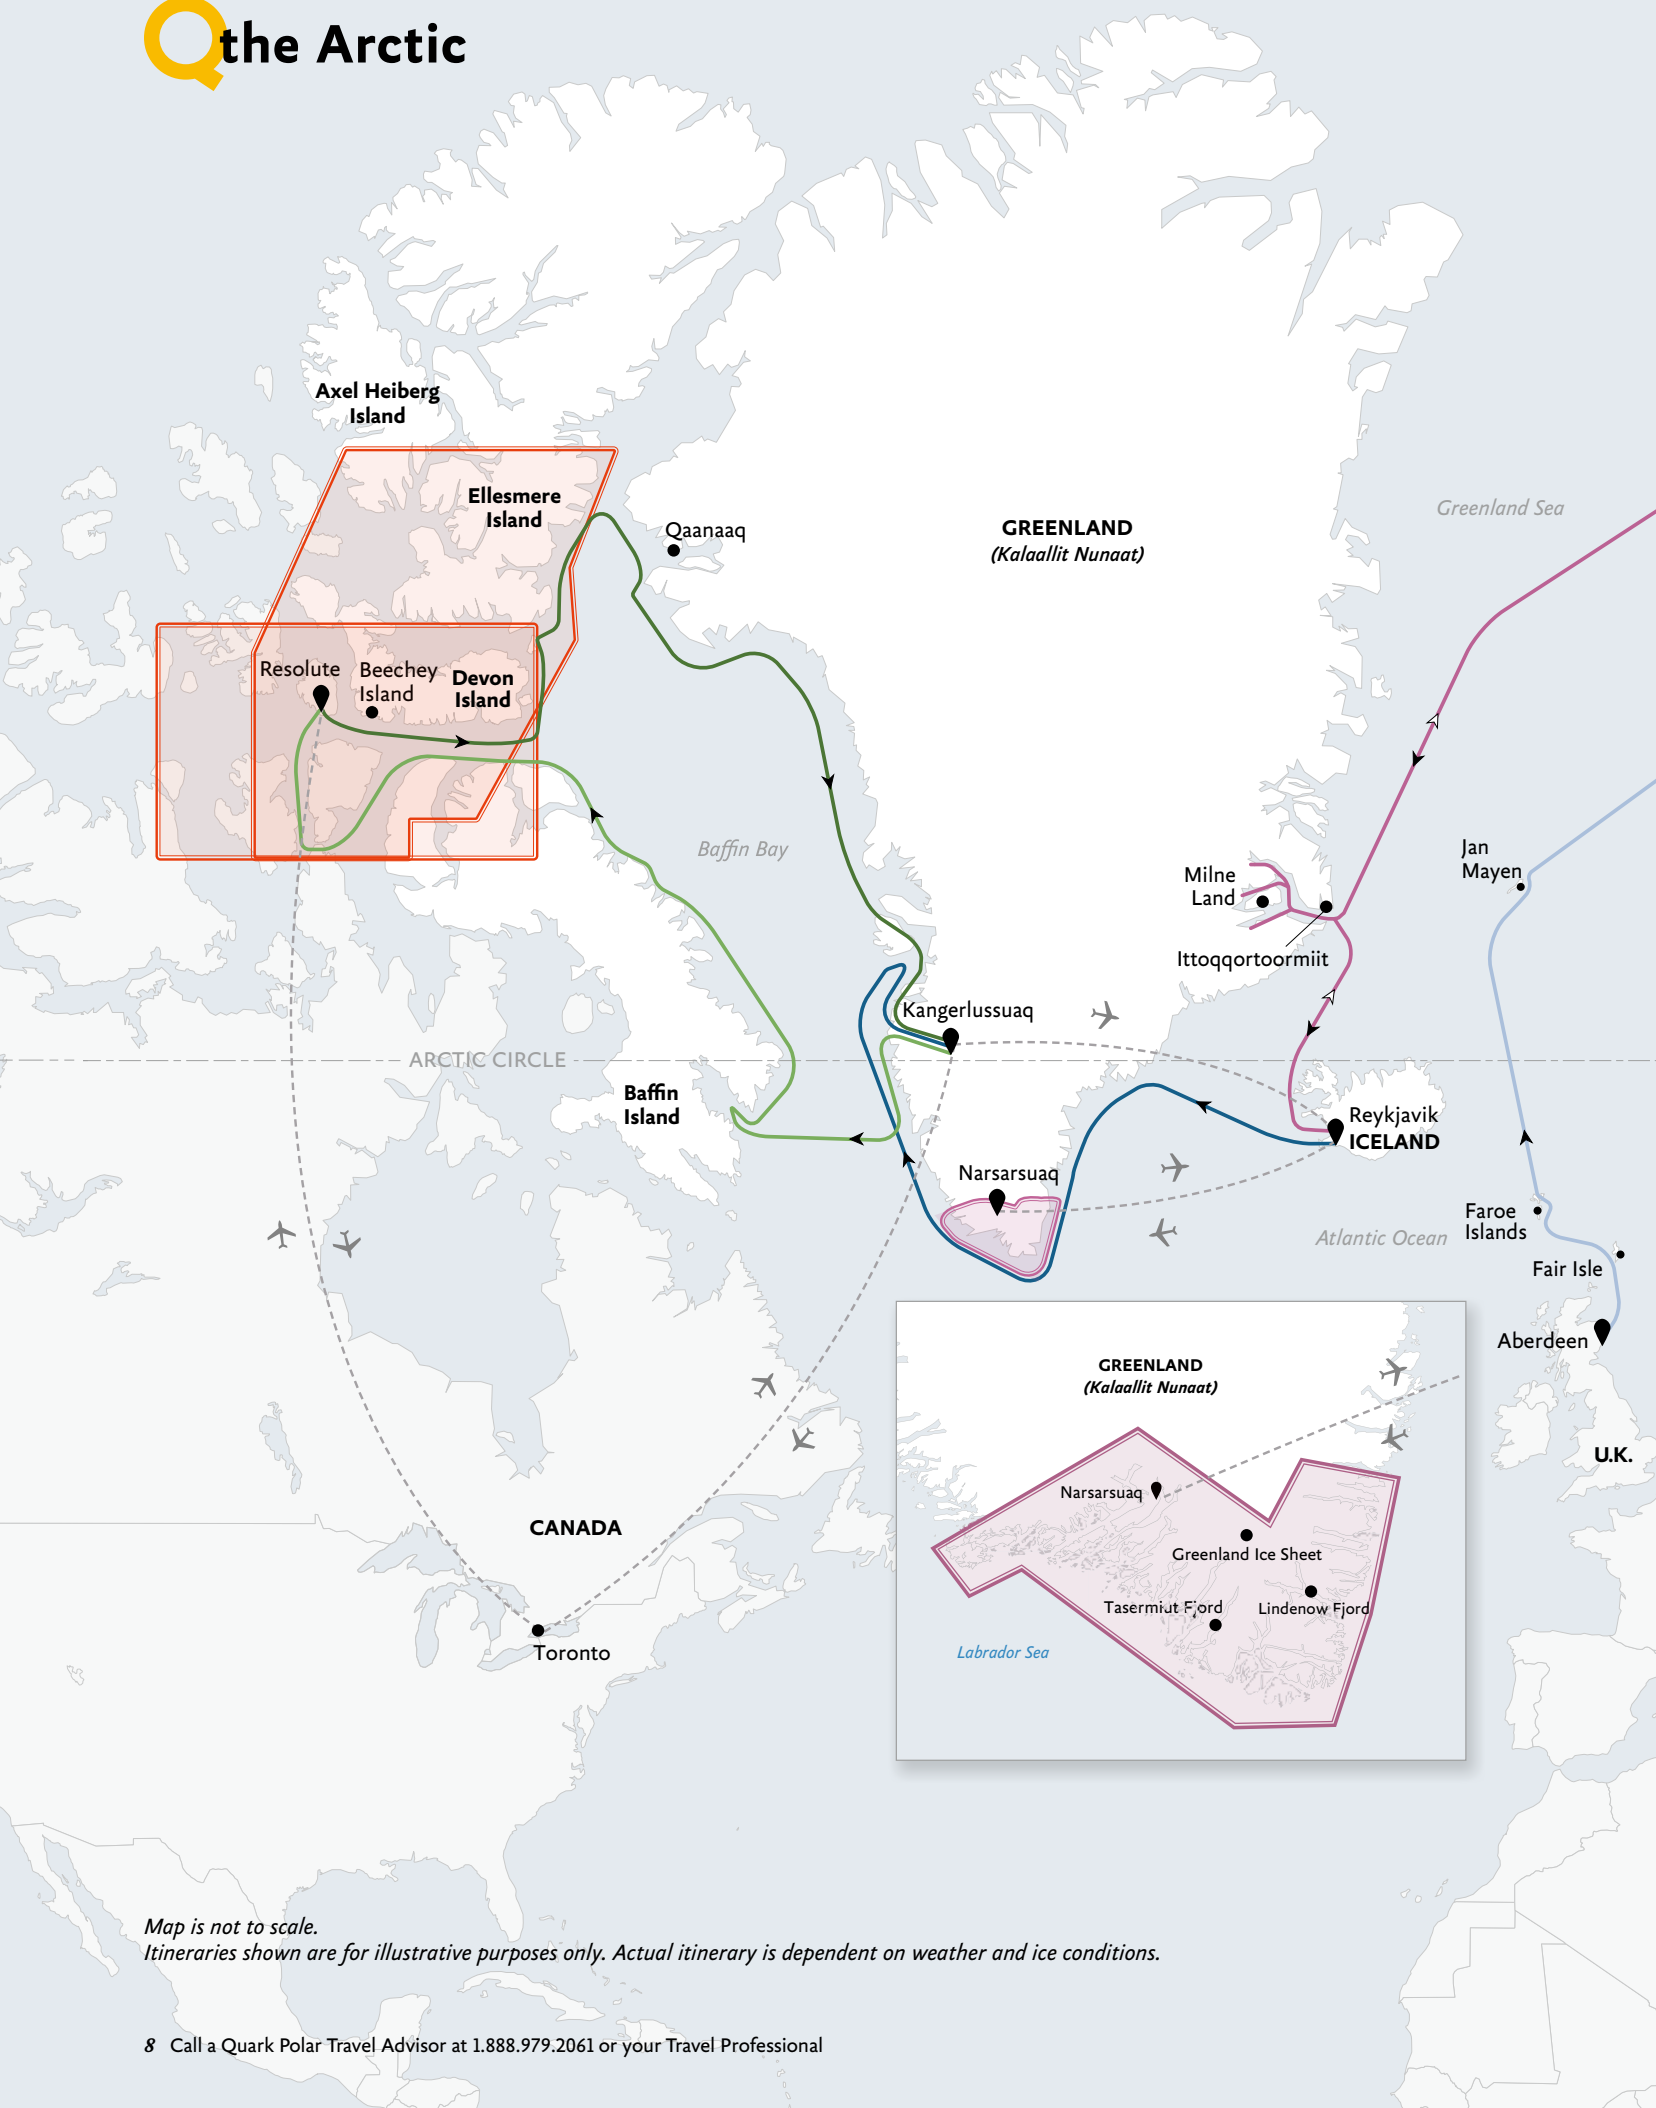 Q the Arctic
Axel Heiberg
Island
Ellesmere
Island
Qaanaaq
GREENLAND
(Kalaallit Nunaat)
Greenland Sea
Resolute
Beechey
Island
Devon
Island
Baffin Bay
Milne
Land
Ittoqqortoormiit
Jan
Mayen
Kangerlussuaq
ARCTIC CIRCLE
Baffin
Island
Reykjavik
ICELAND
Narsarsuaq
Atlantic Ocean
Faroe
Islands
Fair Isle
Aberdeen
U.K.
GREENLAND
(Kalaallit Nunaat)
Narsarsuaq
Greenland Ice Sheet
Tasermiut Fjord
Lindenow Fjord
Labrador Sea
CANADA
Toronto
Map is not to scale.
Itineraries shown are for illustrative purposes only. Actual itinerary is dependent on weather and ice conditions.
8 Call a Quark Polar Travel Advisor at 1.888.979.2061 or your Travel Professional